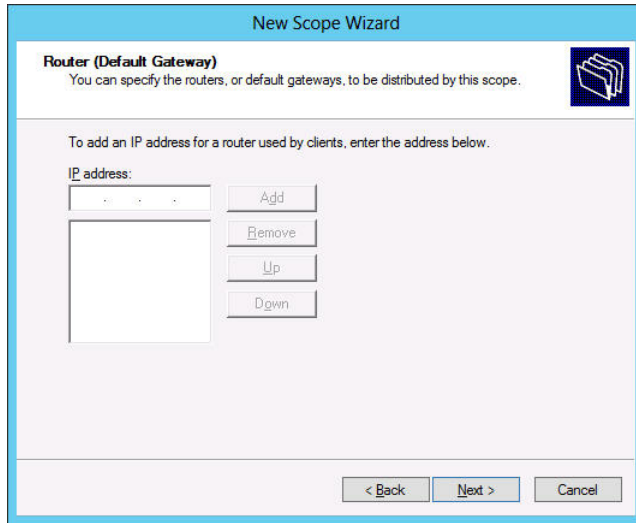 New Scope Wizard
Router (Default Gateway)
You can specify the routers, or default gateways, to be distributed by this scope.
To add an IP address for a router used by clients, enter the address below.
IP address:
. . .
Add
Remove
Up
Down
< Back Next > Cancel